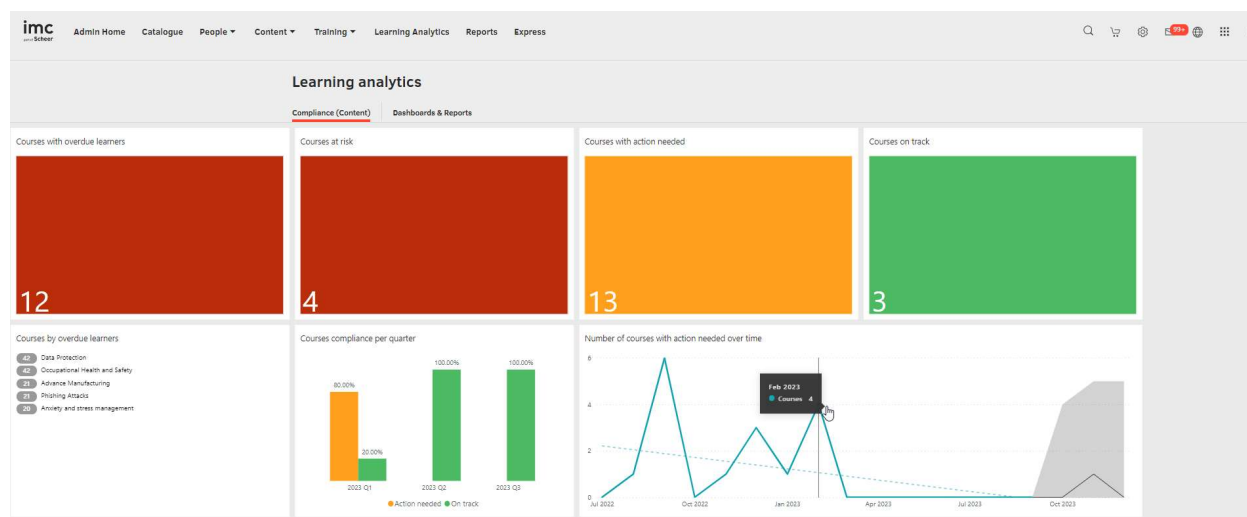 imc
part of Scheer
Admin Home Catalogue People Content Training Learning Analytics Reports Express
99+
Learning analytics
Compliance (Content) Dashboards & Reports
Courses with overdue learners
12
Courses at risk
4
Courses with action needed
13
Courses on track
3
Courses by overdue learners
42 Data Protection
42 Occupational Health and Safety
21 Advance Manufacturing
21 Phishing Attacks
20 Anxiety and stress management
Courses compliance per quarter
80.00%
20.00%
100.00%
100.00%
2023 Q1 2023 Q2 2023 Q3
Action needed On track
Number of courses with action needed over time
6
4
2
0
Feb 2023
Courses 4
Jul 2022 Oct 2022 Jan 2023 Apr 2023 Jul 2023 Oct 2023